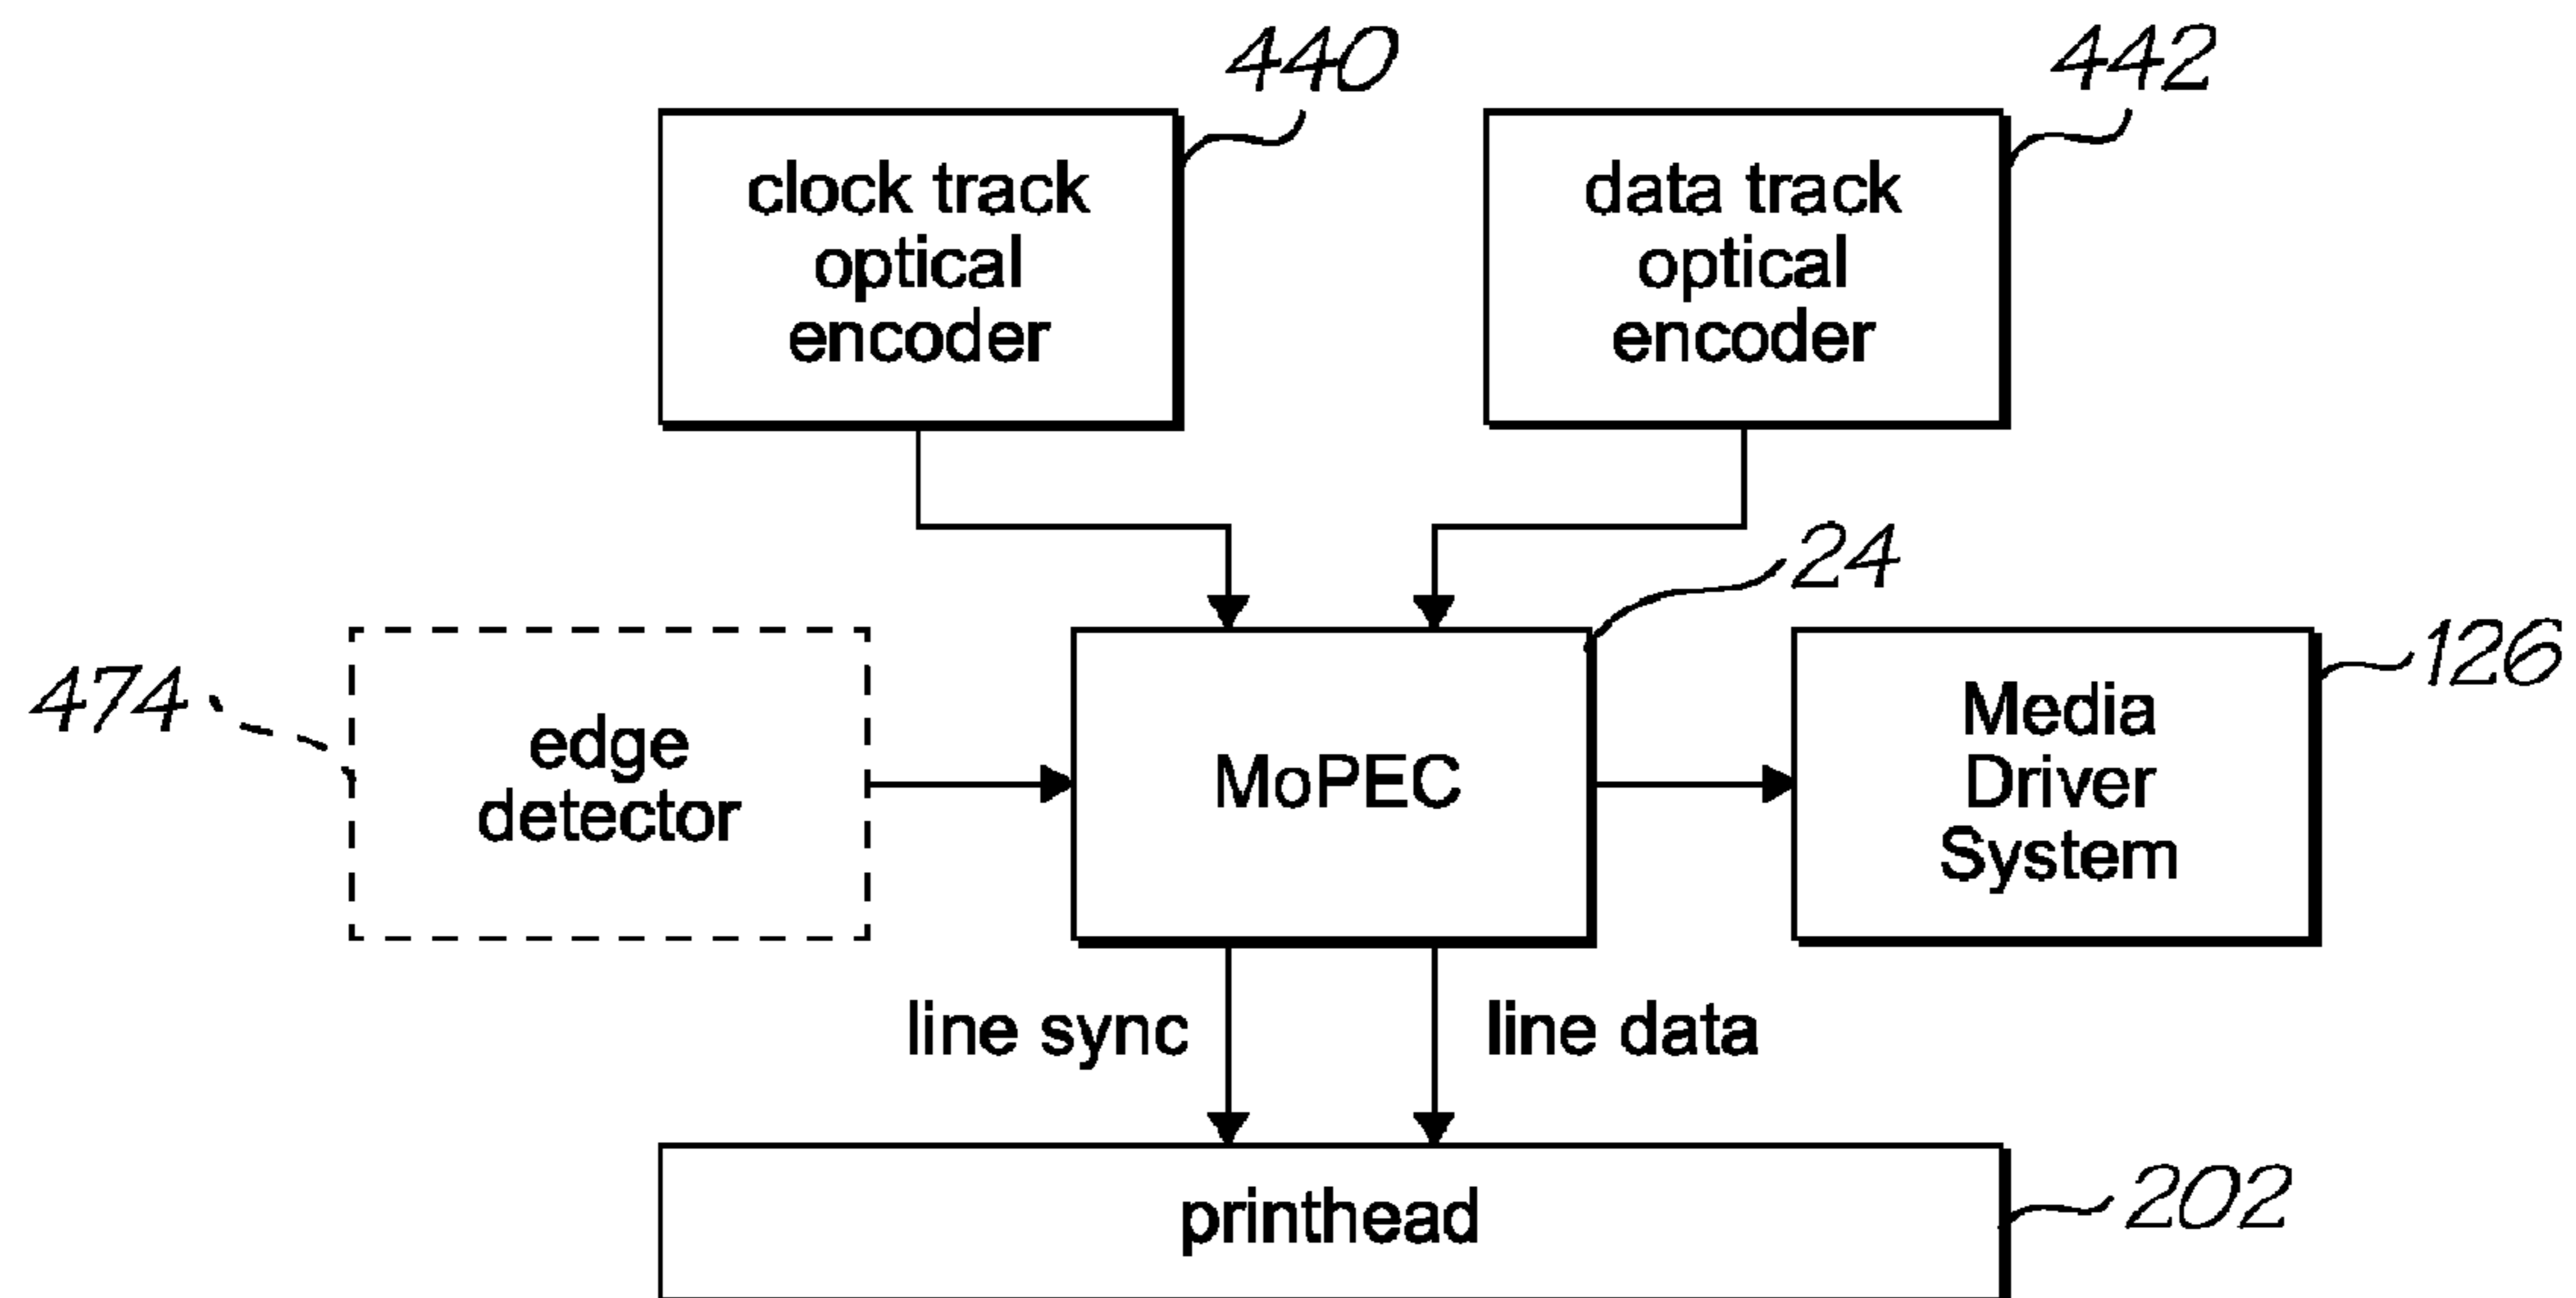 440
442
clock track
optical
encoder
data track
optical
encoder
24
126
474
edge
detector
MoPEC
Media
Driver
System
line sync
line data
printhead
202